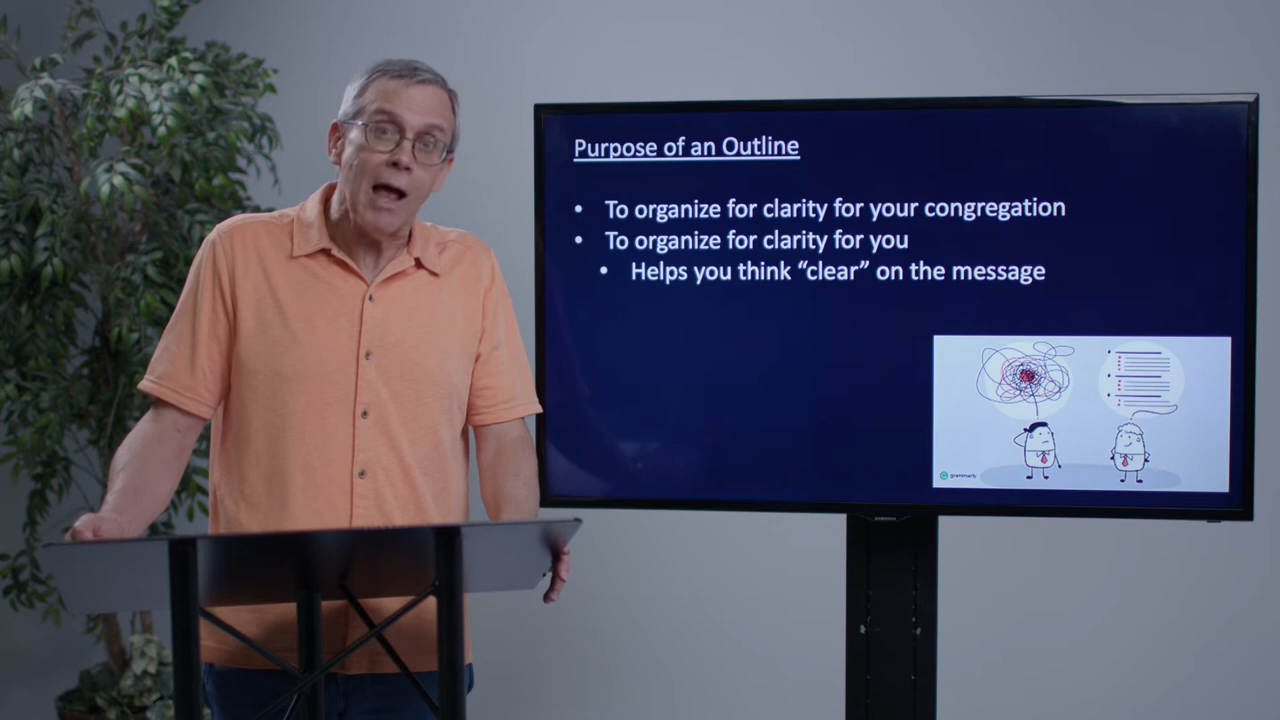 Purpose of an Outline
• To organize for clarity for your congregation
• To organize for clarity for you
• Helps you think “clear” on the message
grammarly